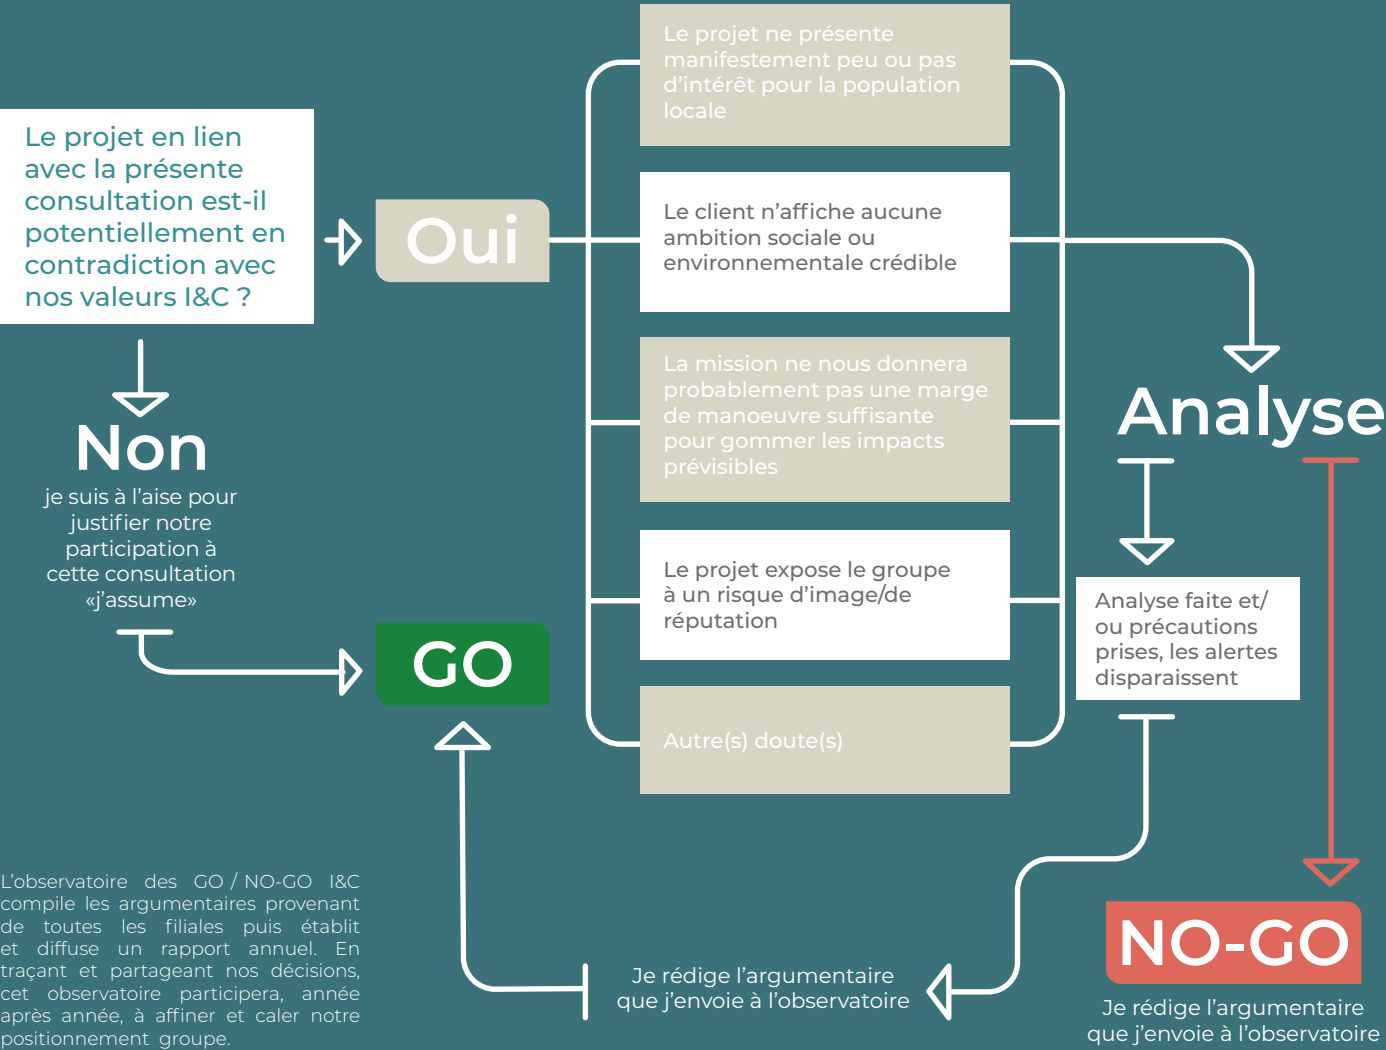 Le projet en lien
avec la présente
consultation est-il
potentiellement en
contradiction avec
nos valeurs I&C ?
Oui
Non
je suis à l’aise pour
justifier notre
participation à
cette consultation
«j’assume»
GO
Le projet ne présente
manifestement peu ou pas
d’intérêt pour la population
locale
Le client n’affiche aucune
ambition sociale ou
environnementale crédible
La mission ne nous donnera
probablement pas une marge
de manoeuvre suffisante
pour gommer les impacts
prévisibles
Le projet expose le groupe
à un risque d’image/de
réputation
Autre(s) doute(s)
Analyse
Analyse faite et/
ou précautions
prises, les alertes
disparaissent
NO-GO
Je rédige l’argumentaire
que j’envoie à l’observatoire
Je rédige l’argumentaire
que j’envoie à l’observatoire
L’observatoire des GO / NO-GO I&C
compile les argumentaires provenant
de toutes les filiales puis établit
et diffuse un rapport annuel. En
traçant et partageant nos décisions,
cet observatoire participera, année
après année, à affiner et caler notre
positionnement groupe.